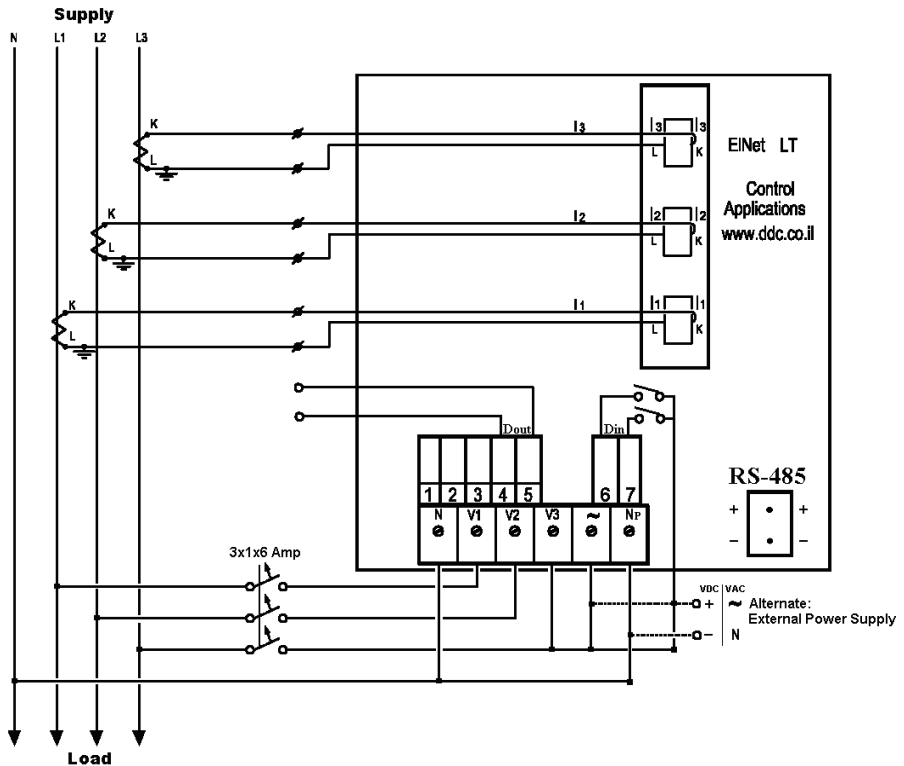 Supply
N L1 L2 L3
K
L
I3
I3 I3
L K
ElNet LT
Control
Applications
www.ddc.co.il
K
L
I2
I2 I2
L K
K
L
I1
I1 I1
L K
Dout Din
1 2 3 4 5 6 7
N V1 V2 V3 ~ NP
RS-485
+ +
− −
3x1x6 Amp
VDC VAC
+ ~ Alternate:
External Power Supply
− N
Load